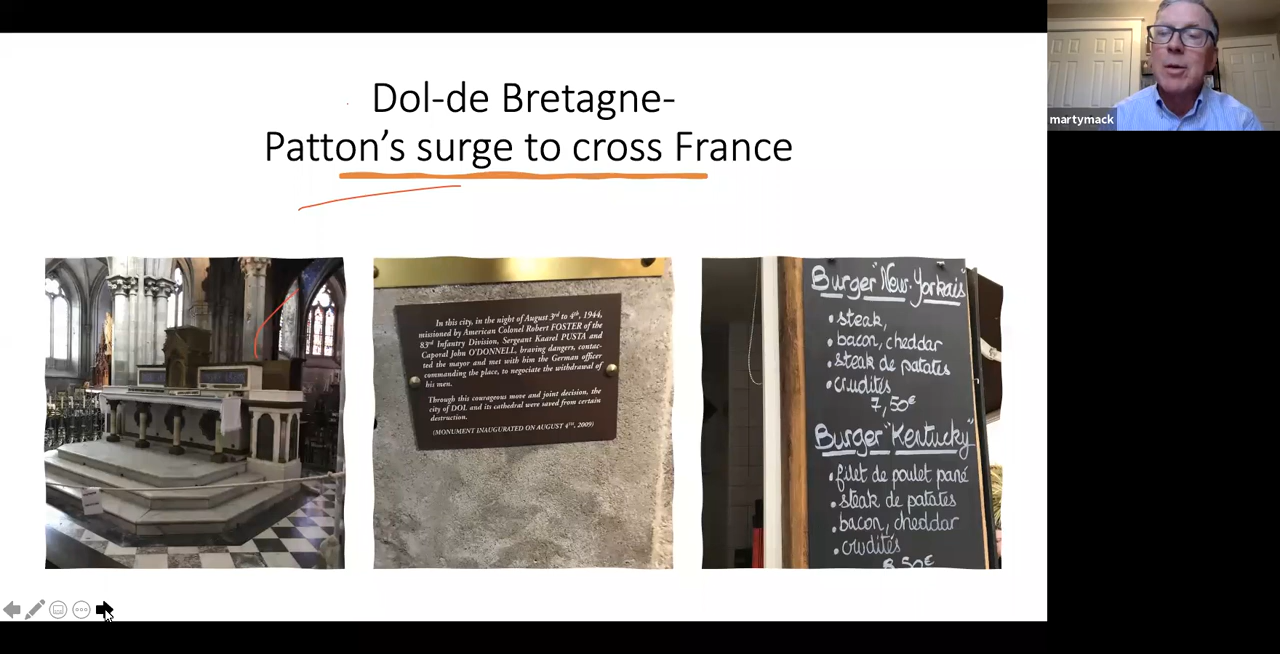 Dol-de Bretagne-
Patton's surge to cross France
martymack
In this city, in the night of August 3rd to 4th, 1944,
missioned by American Colonel Robert FOSTER of the
83rd Infantry Division, Sergeant Kaarel PUSTA and
Caporal John O'DONNELL, braving dangers, contac-
ted the mayor and met with him the German officer
commanding the place, to negotiate the withdrawal of
his men.
Through this courageous move and joint decision, the
city of DOL and its cathedral were saved from certain
destruction.
(MONUMENT INAUGURATED ON AUGUST 4TH, 2009)
Burger "New-Yorkais"
• steak,
• bacon, cheddar
• steak de patates
• crudités
7,50€
Burger "Kentucky"
• filet de poulet pané
• steak de patates
• bacon, cheddar
• crudités
8,50€